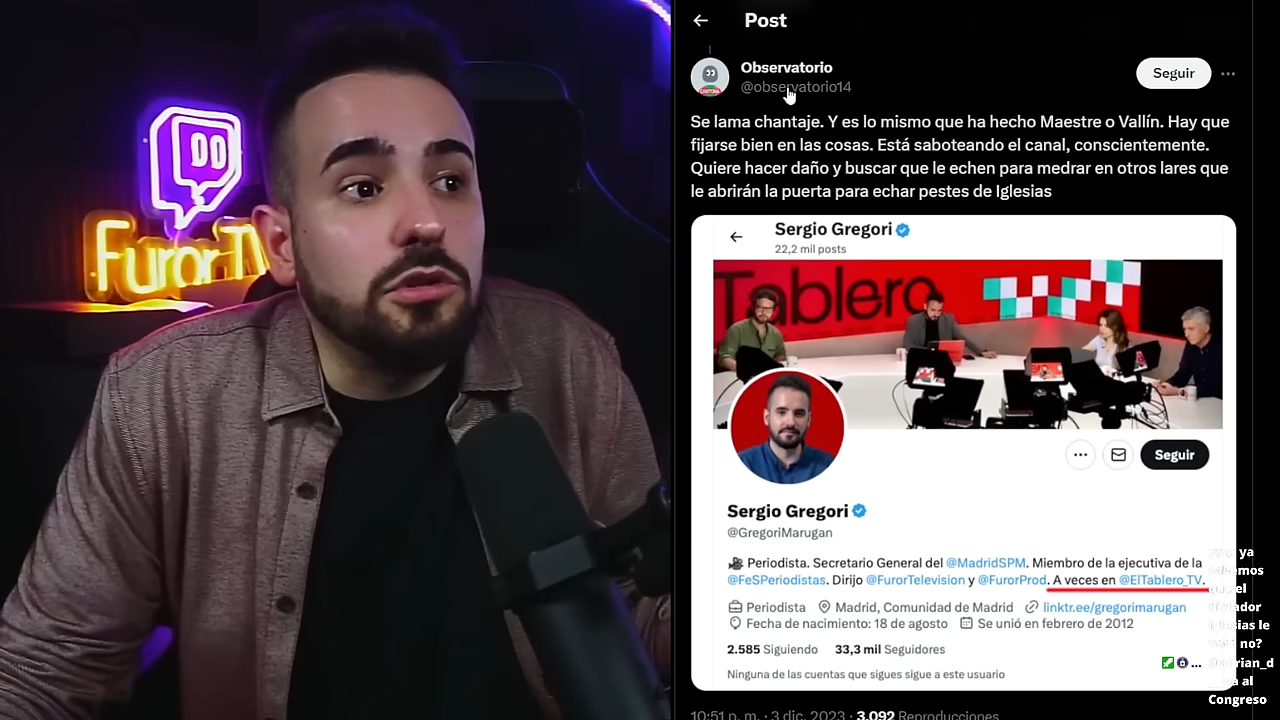 Furor TV
Post
Observatorio
@observatorio14
Seguir
Se lama chantaje. Y es lo mismo que ha hecho Maestre o Vallín. Hay que
fijarse bien en las cosas. Está saboteando el canal, conscientemente.
Quiere hacer daño y buscar que le echen para medrar en otros lares que
le abrirán la puerta para echar pestes de Iglesias
Sergio Gregori
22,2 mil posts
Tablero
Seguir
Sergio Gregori
@GregoriMarugan
Periodista. Secretario General del @MadridSPM. Miembro de la ejecutiva de la
@FeSPeriodistas. Dirijo @FurorTelevision y @FurorProd. A veces en @ElTablero_TV.
Periodista Madrid, Comunidad de Madrid linktr.ee/gregorimarugan
Fecha de nacimiento: 18 de agosto Se unió en febrero de 2012
2.585 Siguiendo 33,3 mil Seguidores
Ninguna de las cuentas que sigues sigue a este usuario
10:51 p. m. · 3 dic. 2023 · 3.092 Reproducciones
ya
no?
al
Congreso